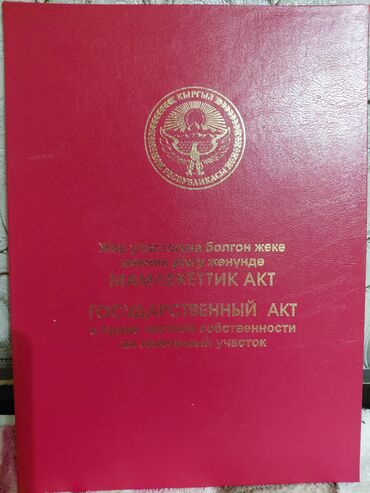 КЫРГЫЗ
РЕСПУБЛИКАСЫ
Жер участогуна болгон жеке
менчик укугу жөнүндө
МАМЛЕКЕТТИК АКТ
ГОСУДАРСТВЕННЫЙ АКТ
о праве частной собственности
на земельный участок